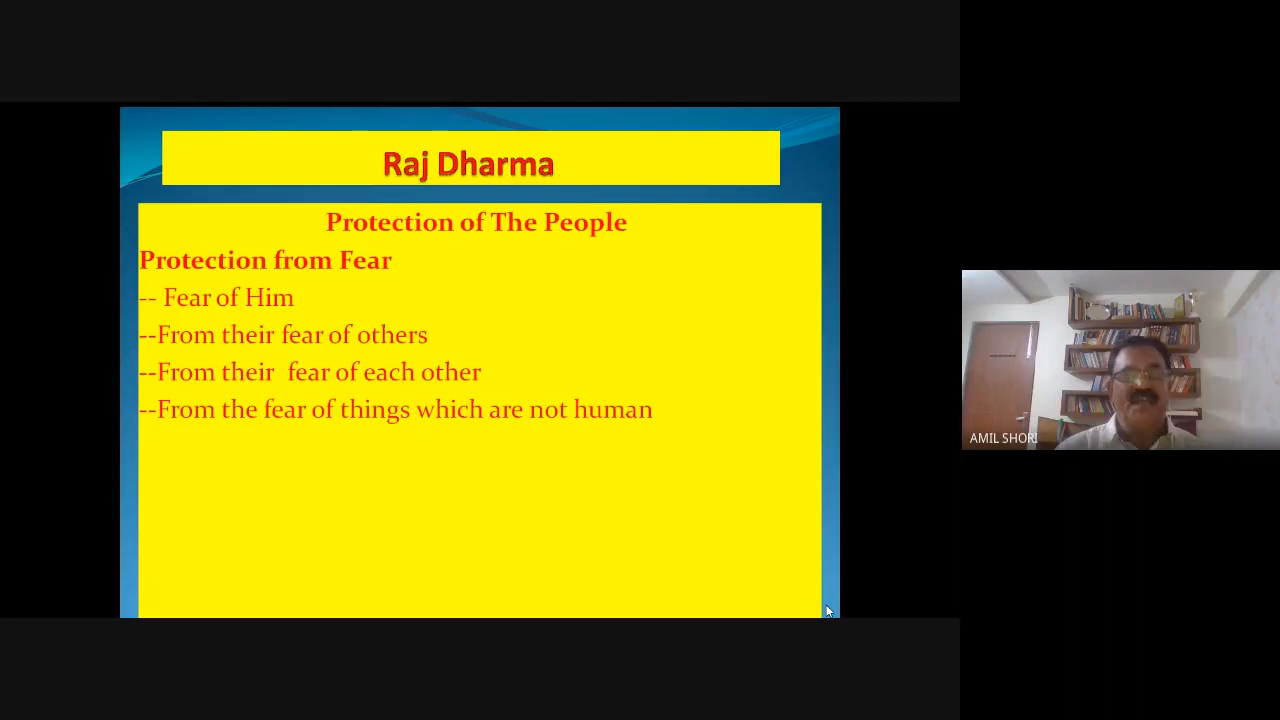 Raj Dharma
Protection of The People
Protection from Fear
-- Fear of Him
--From their fear of others
--From their  fear of each other
--From the fear of things which are not human
AMIL SHORI